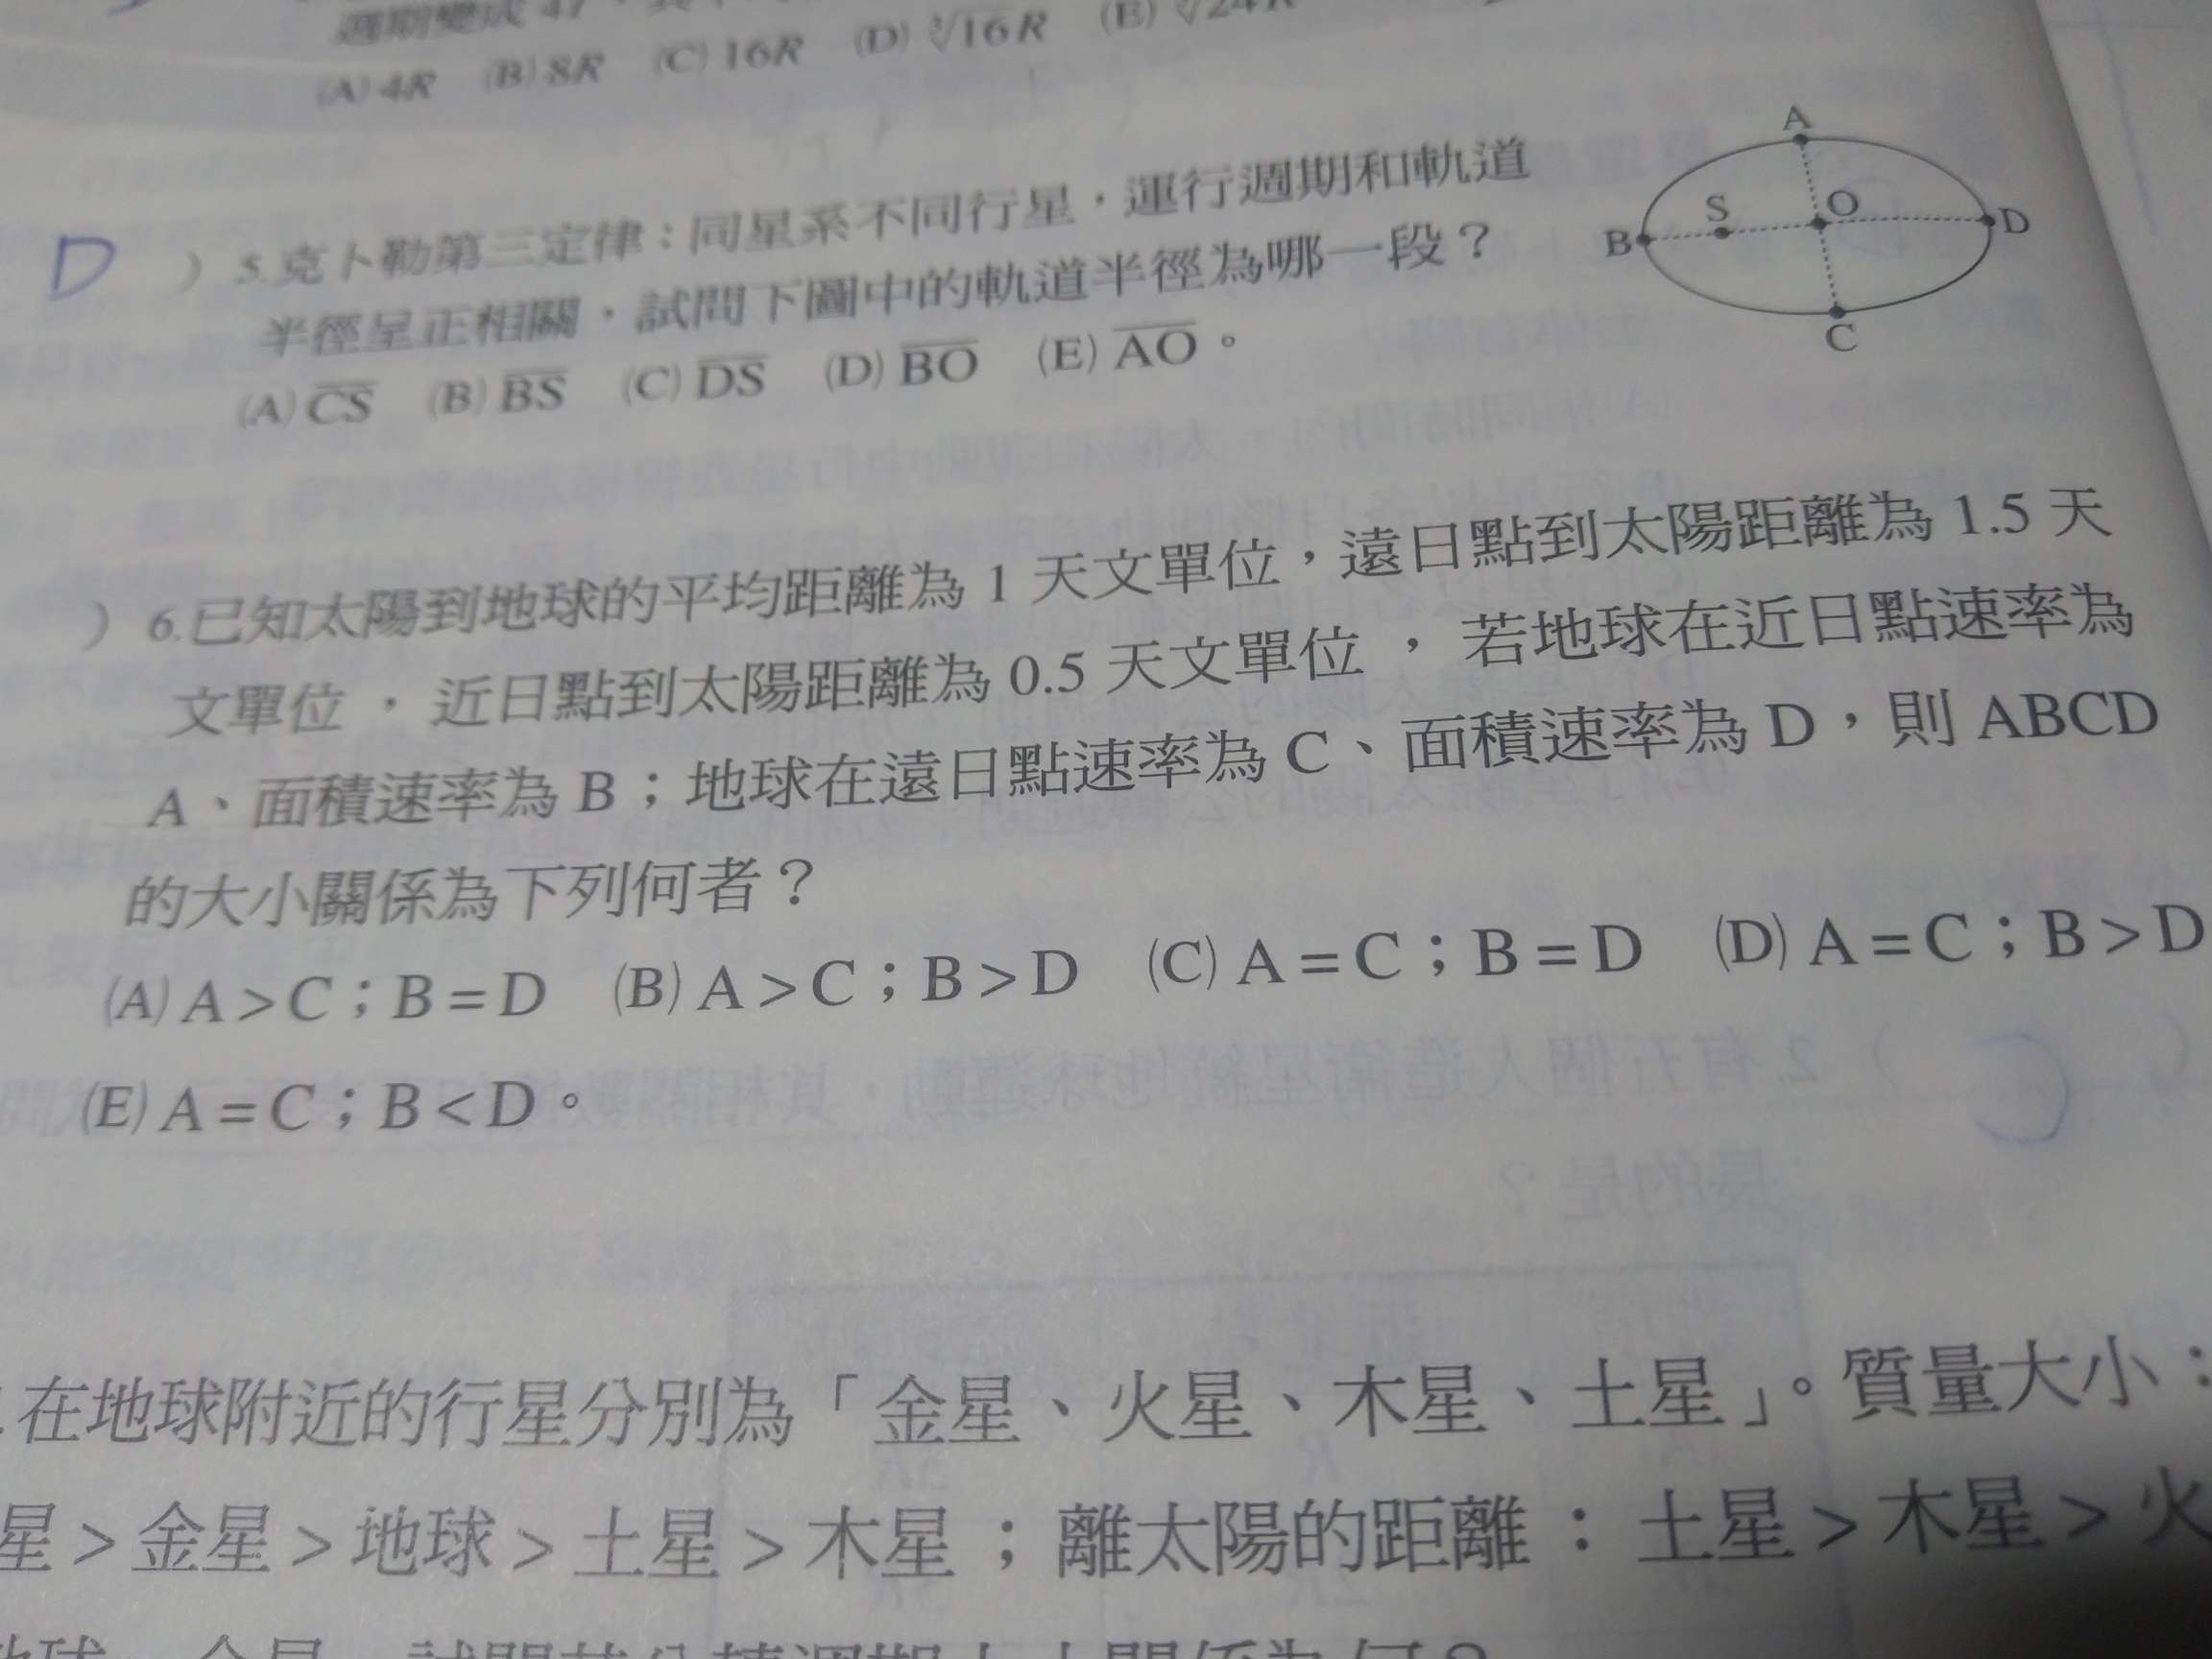 週期變成
(A) 4R (B) 8R (C) 16R (D) ∛16 R (E)
D ) 5.克卜勒第三定律：同星系不同行星，運行週期和軌道
半徑呈正相關，試問下圖中的軌道半徑為哪一段？
(A) CS (B) BS (C) DS (D) BO (E) AO。
A
S
O
B
D
C
) 6.已知太陽到地球的平均距離為 1 天文單位，遠日點到太陽距離為 1.5 天
文單位，近日點到太陽距離為 0.5 天文單位，若地球在近日點速率為
A、面積速率為 B；地球在遠日點速率為 C、面積速率為 D，則 ABCD
的大小關係為下列何者？
(A) A＞C；B＝D (B) A＞C；B＞D (C) A＝C；B＝D (D) A＝C；B＞D
(E) A＝C；B＜D。
.在地球附近的行星分別為「金星、火星、木星、土星」。質量大小：
星＞金星＞地球＞土星＞木星；離太陽的距離：土星＞木星＞火